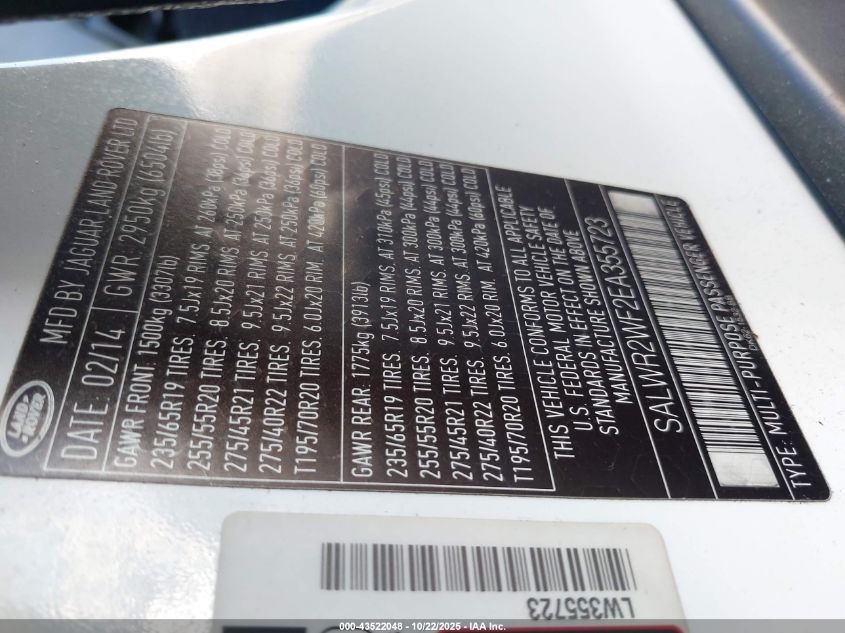 LAND
ROVER
MFD BY JAGUAR LAND ROVER LTD
DATE: 02/14 GWR: 2950kg (6504lb)
GAWR FRONT: 1500kg (3307lb)
235/65R19 TIRES. 7.5Jx19 RIMS. AT 260kPa (38psi) COLD
255/55R20 TIRES. 8.5Jx20 RIMS. AT 250kPa (36psi) COLD
275/45R21 TIRES. 9.5Jx21 RIMS AT 250kPa (36psi) COLD
275/40R22 TIRES. 9.5Jx22 RIMS AT 250kPa (36psi) COLD
T195/70R20 TIRES. 6.0Jx20 RIM. AT 420kPa (60psi) COLD
GAWR REAR: 1775kg (3913lb)
235/65R19 TIRES. 7.5Jx19 RIMS. AT 310kPa (45psi) COLD
255/55R20 TIRES. 8.5Jx20 RIMS AT 300kPa (44psi) COLD
275/45R21 TIRES. 9.5Jx21 RIMS AT 300kPa (44psi) COLD
275/40R22 TIRES. 9.5Jx22 RIMS AT 300kPa (44psi) COLD
T195/70R20 TIRES. 6.0Jx20 RIM. AT 420kPa (60psi) COLD
THIS VEHICLE CONFORMS TO ALL APPLICABLE
U.S. FEDERAL MOTOR VEHICLE SAFETY
STANDARDS IN EFFECT ON THE DATE OF
MANUFACTURE SHOWN ABOVE
SALWR2WF2EA355723
TYPE: MULTI-PURPOSE PASSENGER VEHICLE
LW355723
000-43522048 - 10/22/2025 - IAA Inc.